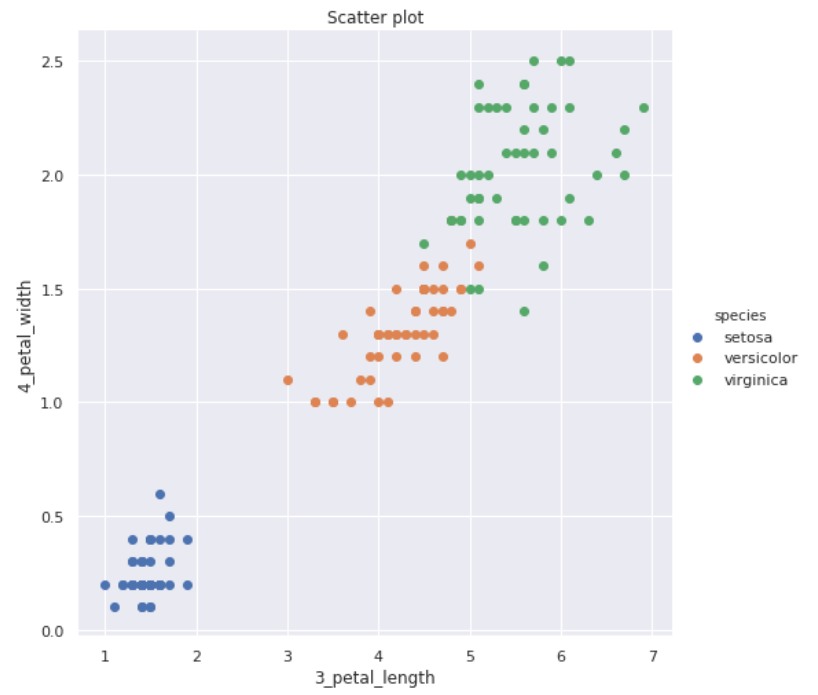 Scatter plot
2.5
2.0
1.5
1.0
0.5
0.0
4_petal_width
1 2 3 4 5 6 7
3_petal_length
species
setosa
versicolor
virginica